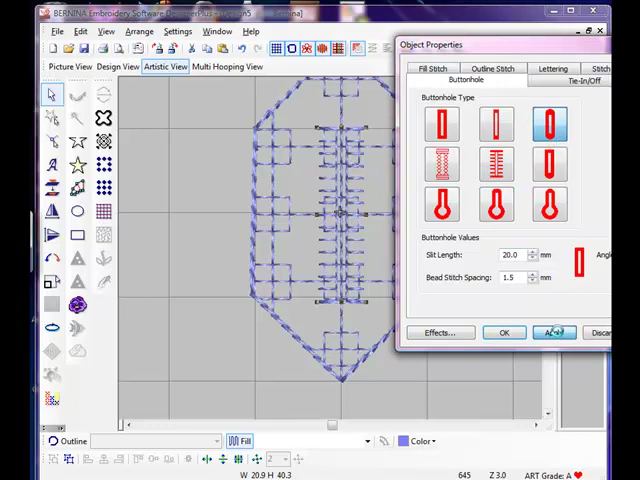 BERNINA Embroidery Software DesignerPlus
File Edit View Arrange Settings Window
Picture View Design View Artistic View Multi Hooping View
Object Properties
Fill Stitch Outline Stitch Lettering Stitch
Buttonhole Tie-In/Off
Buttonhole Type
Buttonhole Values
Slit Length: 20.0 mm
Bead Stitch Spacing: 1.5 mm
Effects... OK
Outline Fill Color
2
W 20.9 H 40.3 645 Z 3.0 ART Grade: A